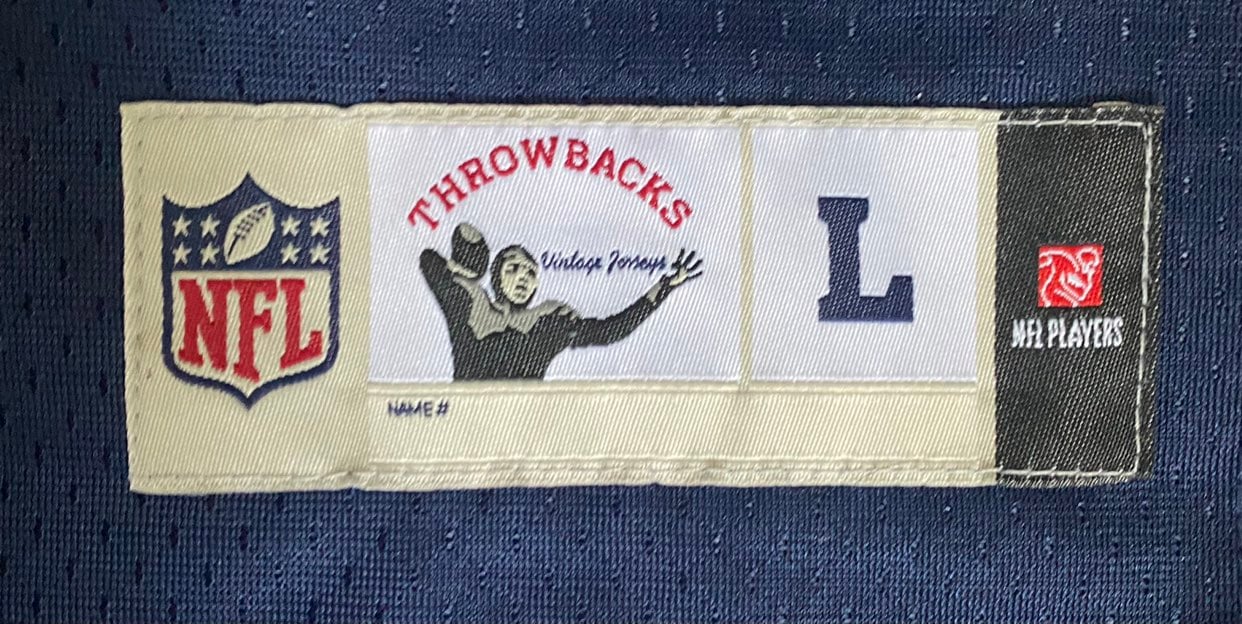 NFL
THROWBACKS
Vintage Jerseys
NAME #
L
NFL PLAYERS